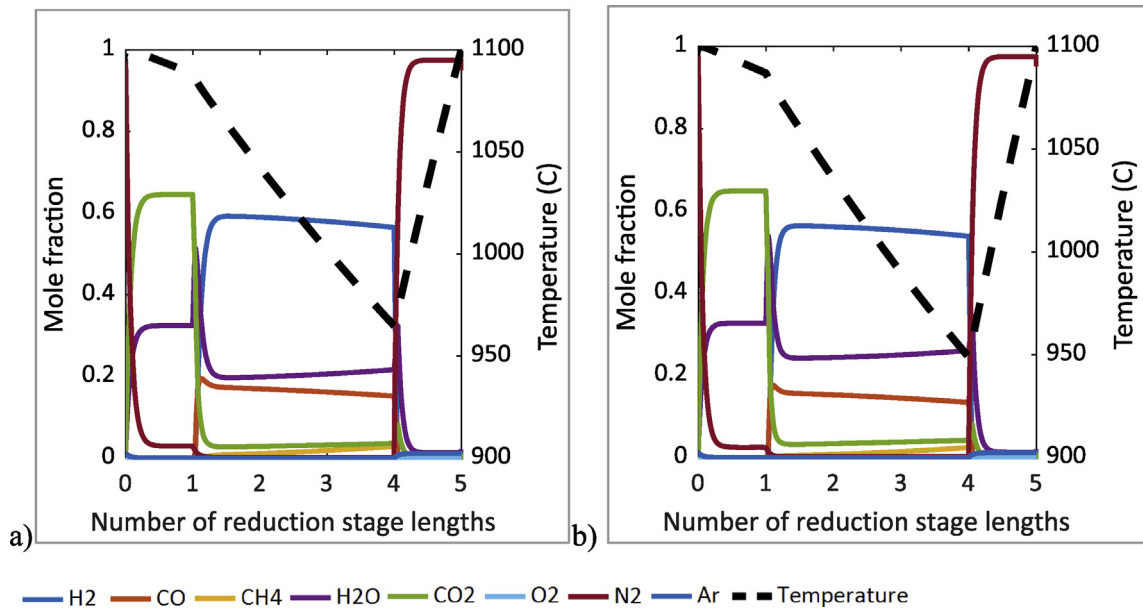 1
0.8
0.6
0.4
0.2
0
Mole fraction
1100
1050
1000
950
900
Temperature (C)
0 1 2 3 4 5
Number of reduction stage lengths
a)
1
0.8
0.6
0.4
0.2
0
Mole fraction
1100
1050
1000
950
900
Temperature (C)
0 1 2 3 4 5
Number of reduction stage lengths
b)
H2 CO CH4 H2O CO2 O2 N2 Ar Temperature